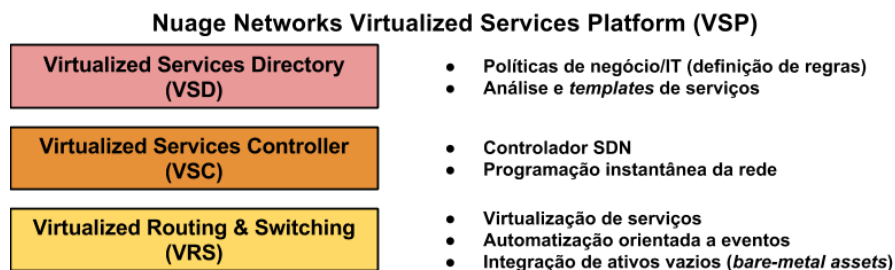 Nuage Networks Virtualized Services Platform (VSP)
Virtualized Services Directory
(VSD)
● Políticas de negócio/IT (definição de regras)
● Análise e templates de serviços
Virtualized Services Controller
(VSC)
● Controlador SDN
● Programação instantânea da rede
Virtualized Routing & Switching
(VRS)
● Virtualização de serviços
● Automatização orientada a eventos
● Integração de ativos vazios (bare-metal assets)